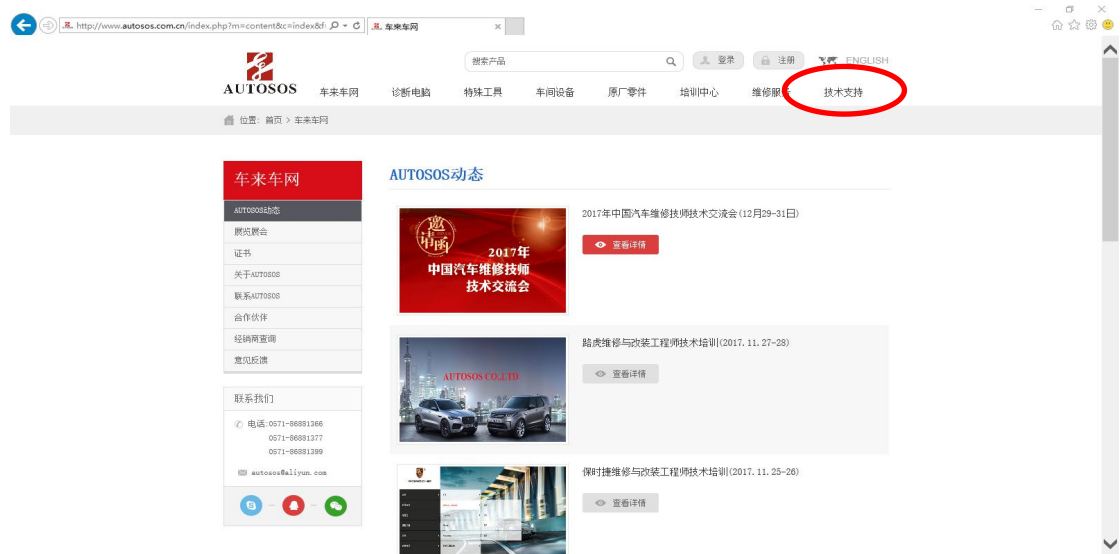 http://www.autosos.com.cn/index.php?m=content&c=index&f
车来车网
搜索产品
登录
注册
ENGLISH
AUTOSOS
车来车网
诊断电脑
特殊工具
车间设备
原厂零件
培训中心
维修服务
技术支持
位置: 首页 > 车来车网
车来车网
AUTOSOS动态
展览展会
证书
关于AUTOSOS
联系AUTOSOS
合作伙伴
经销商查询
意见反馈
联系我们
电话:0571-86881366
0571-86881377
0571-86881399
autosos@aliyun.com
AUTOSOS动态
邀请函
2017年
中国汽车维修技师
技术交流会
2017年中国汽车维修技师技术交流会(12月29-31日)
查看详情
AUTOSOS CO.,LTD
路虎维修与改装工程师技术培训(2017.11.27-28)
查看详情
保时捷维修与改装工程师技术培训(2017.11.25-26)
查看详情